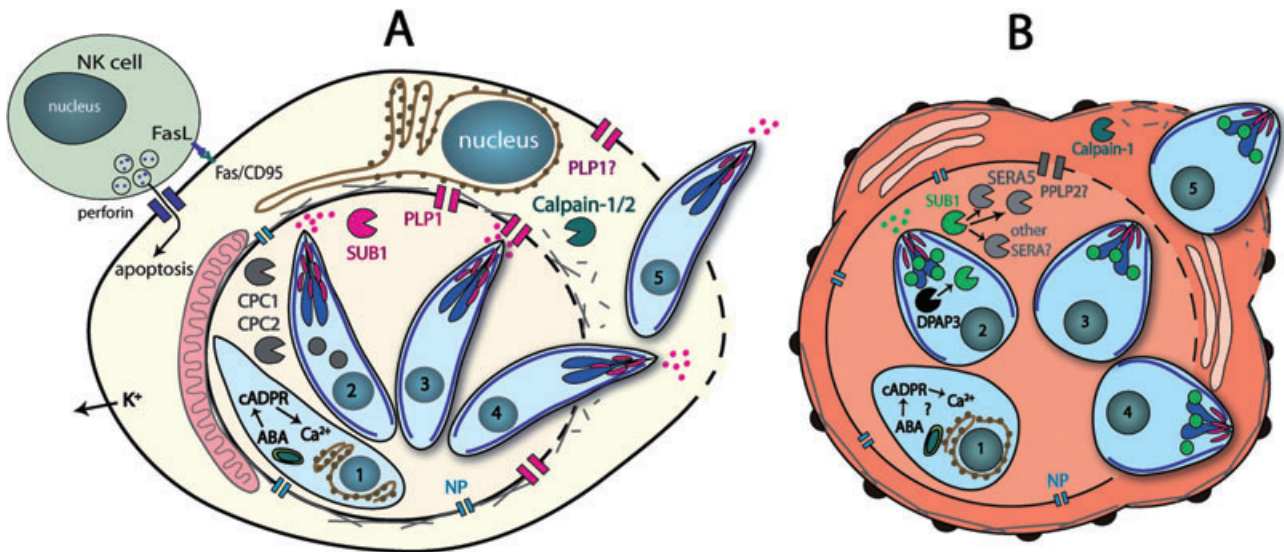 A
NK cell
nucleus
FasL
Fas/CD95
perforin
apoptosis
K⁺
nucleus
PLP1?
PLP1
Calpain-1/2
SUB1
CPC1
CPC2
cADPR
ABA
Ca²⁺
1
2
3
4
5
NP
B
Calpain-1
SERA5
PPLP2?
SUB1
other
SERA?
DPAP3
cADPR
?
Ca²⁺
ABA
1
2
3
4
5
NP